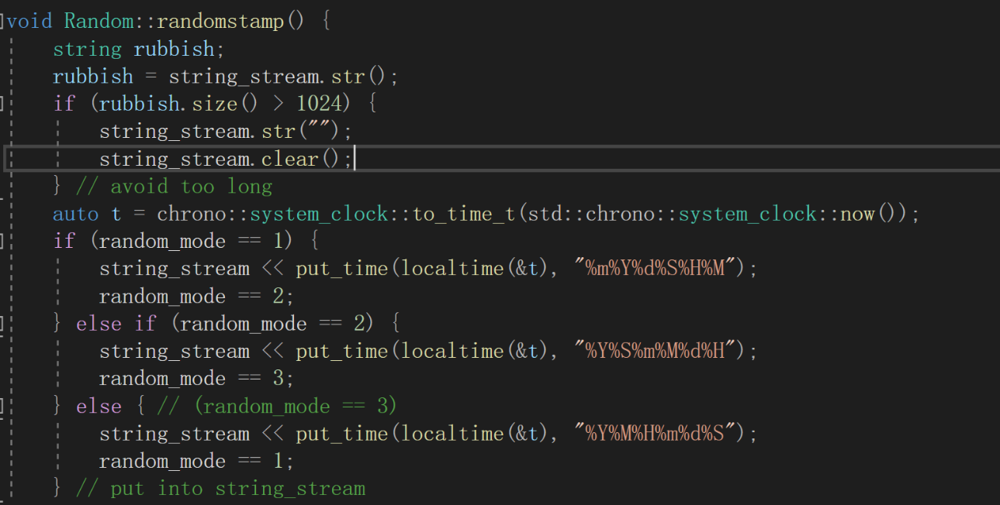 void Random::randomstamp() {
    string rubbish;
    rubbish = string_stream.str();
    if (rubbish.size() > 1024) {
        string_stream.str("");
        string_stream.clear();
    } // avoid too long
    auto t = chrono::system_clock::to_time_t(std::chrono::system_clock::now());
    if (random_mode == 1) {
        string_stream << put_time(localtime(&t), "%m%Y%d%S%H%M");
        random_mode == 2;
    } else if (random_mode == 2) {
        string_stream << put_time(localtime(&t), "%Y%S%m%M%d%H");
        random_mode == 3;
    } else { // (random_mode == 3)
        string_stream << put_time(localtime(&t), "%Y%M%H%m%d%S");
        random_mode == 1;
    } // put into string_stream